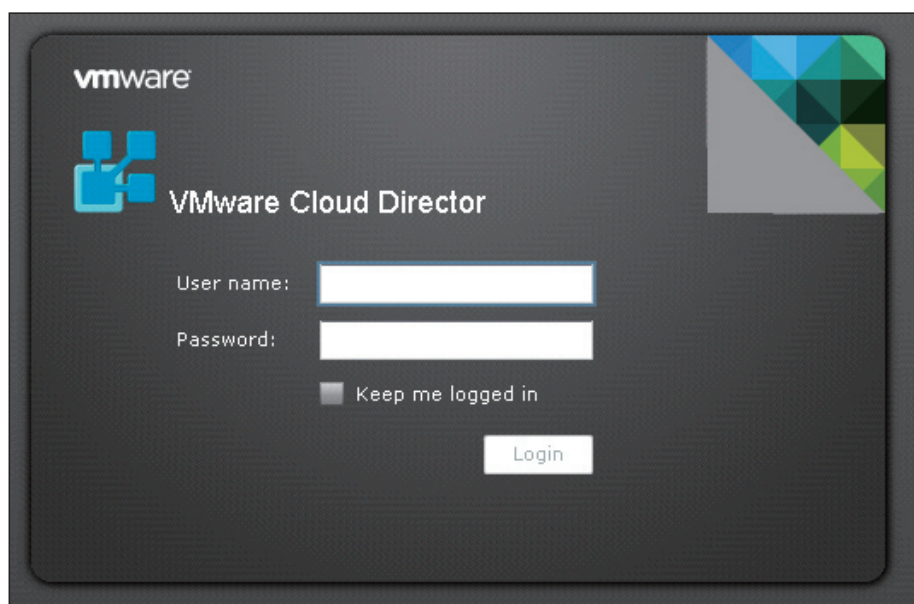 vmware
VMware Cloud Director
User name:
Password:
Keep me logged in
Login